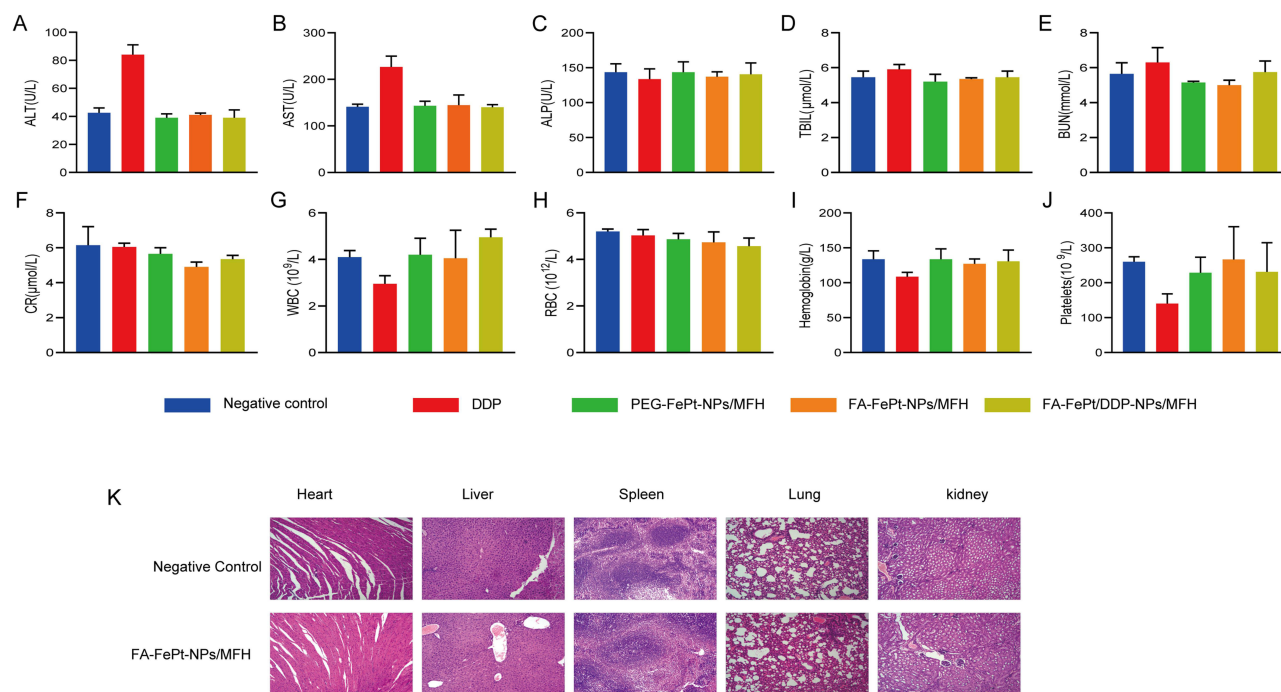 A
ALT(U/L)
100
80
60
40
20
0
B
AST(U/L)
300
200
100
0
C
ALP(U/L)
200
150
100
50
0
D
TBIL(μmol/L)
8
6
4
2
0
E
BUN(mmol/L)
8
6
4
2
0
F
CR(μmol/L)
8
6
4
2
0
G
WBC (10⁹/L)
6
4
2
0
H
RBC (10¹²/L)
6
4
2
0
I
Hemoglobin(g/L)
200
150
100
50
0
J
Platelets(10⁹/L)
400
300
200
100
0
Negative control
DDP
PEG-FePt-NPs/MFH
FA-FePt-NPs/MFH
FA-FePt/DDP-NPs/MFH
K
Heart
Liver
Spleen
Lung
kidney
Negative Control
FA-FePt-NPs/MFH